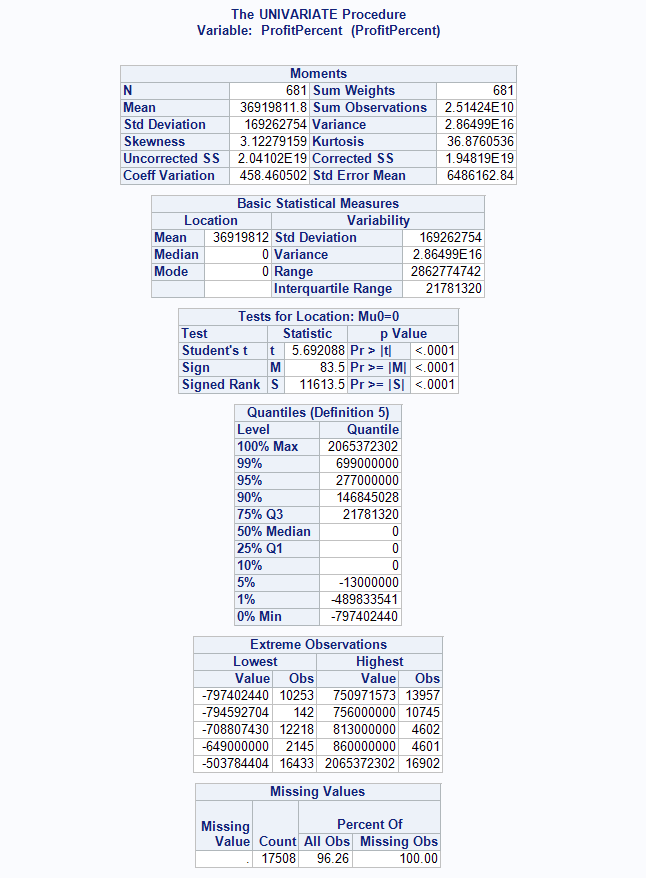 The UNIVARIATE Procedure
Variable: ProfitPercent (ProfitPercent)
Moments
N 681 Sum Weights 681
Mean 36919811.8 Sum Observations 2.51424E10
Std Deviation 169262754 Variance 2.86499E16
Skewness 3.12279159 Kurtosis 36.8760536
Uncorrected SS 2.04102E19 Corrected SS 1.94819E19
Coeff Variation 458.460502 Std Error Mean 6486162.84
Basic Statistical Measures
Location Variability
Mean 36919812 Std Deviation 169262754
Median 0 Variance 2.86499E16
Mode 0 Range 2862774742
Interquartile Range 21781320
Tests for Location: Mu0=0
Test Statistic p Value
Student's t t 5.692088 Pr > |t| <.0001
Sign M 83.5 Pr >= |M| <.0001
Signed Rank S 11613.5 Pr >= |S| <.0001
Quantiles (Definition 5)
Level Quantile
100% Max 2065372302
99% 699000000
95% 277000000
90% 146845028
75% Q3 21781320
50% Median 0
25% Q1 0
10% 0
5% -13000000
1% -489833541
0% Min -797402440
Extreme Observations
Lowest Highest
Value Obs Value Obs
-797402440 10253 750971573 13957
-794592704 142 756000000 10745
-708807430 12218 813000000 4602
-649000000 2145 860000000 4601
-503784404 16433 2065372302 16902
Missing Values
Missing Value Count Percent Of
All Obs Missing Obs
. 17508 96.26 100.00